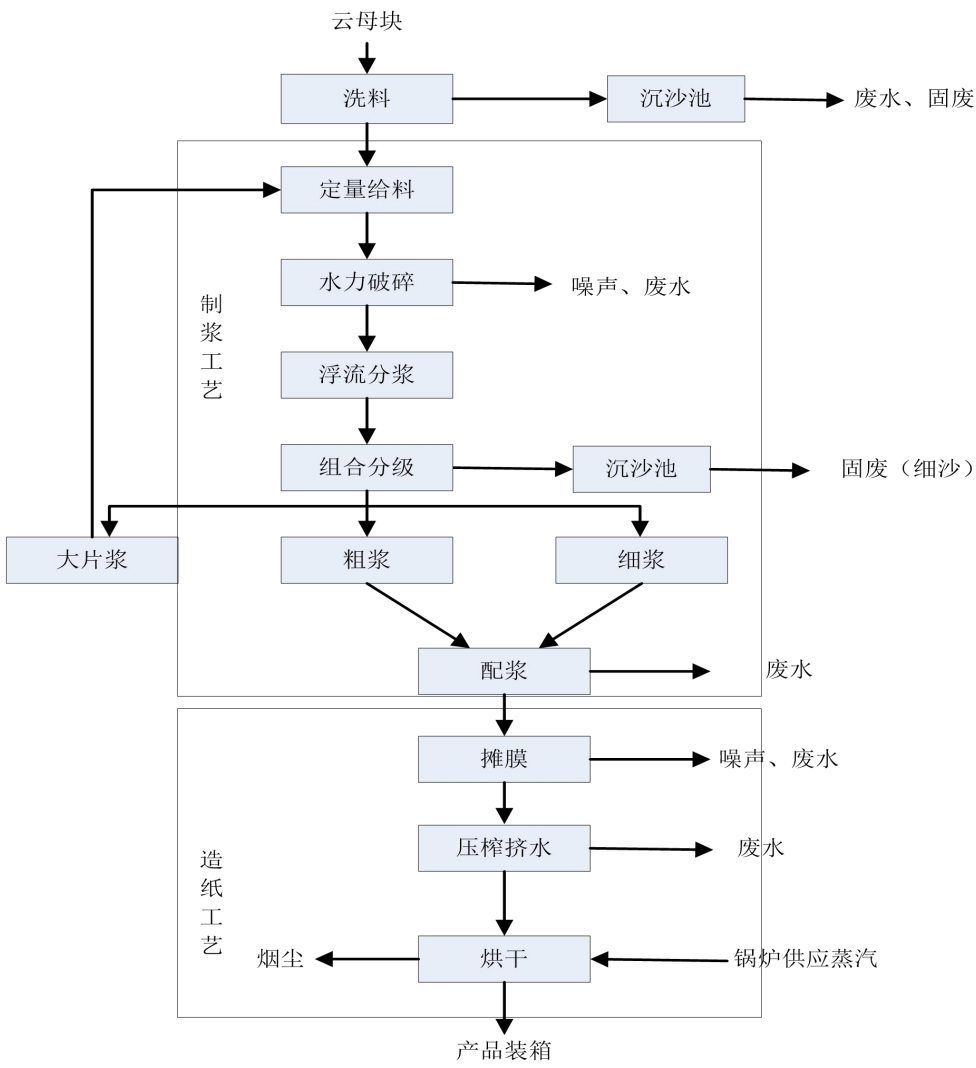 云母块
洗料
沉沙池
废水、固废
定量给料
水力破碎
噪声、废水
制浆工艺
浮流分浆
组合分级
沉沙池
固废（细沙）
大片浆
粗浆
细浆
配浆
废水
摊膜
噪声、废水
压榨挤水
废水
造纸工艺
烟尘
烘干
锅炉供应蒸汽
产品装箱